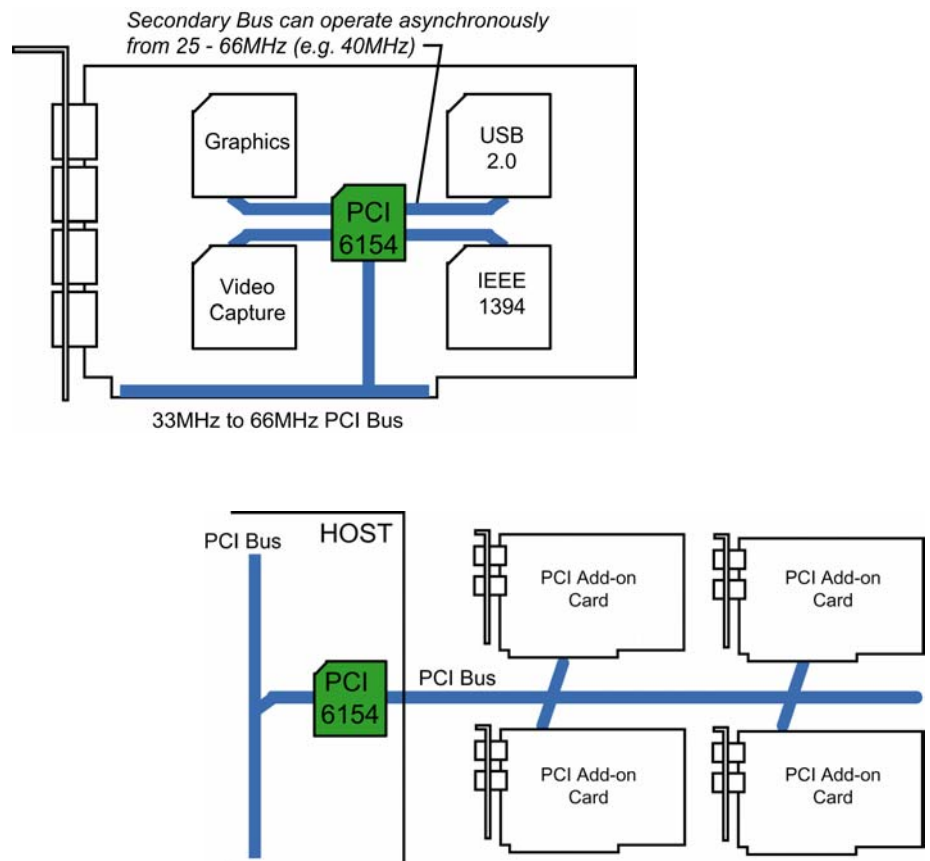 Secondary Bus can operate asynchronously
from 25 - 66MHz (e.g. 40MHz)
Graphics
USB
2.0
PCI
6154
Video
Capture
IEEE
1394
33MHz to 66MHz PCI Bus
PCI Bus
HOST
PCI Add-on
Card
PCI Add-on
Card
PCI
6154
PCI Bus
PCI Add-on
Card
PCI Add-on
Card